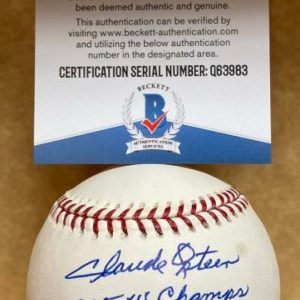 been deemed authentic and genuine.
This authentication can be verified by
visiting www.beckett-authentication.com
and utilizing the number below in
the designated area.
CERTIFICATION SERIAL NUMBER: Q63983
BECKETT
B
AUTHENTICATION
SERVICES
Claude Osteen
WS Champs